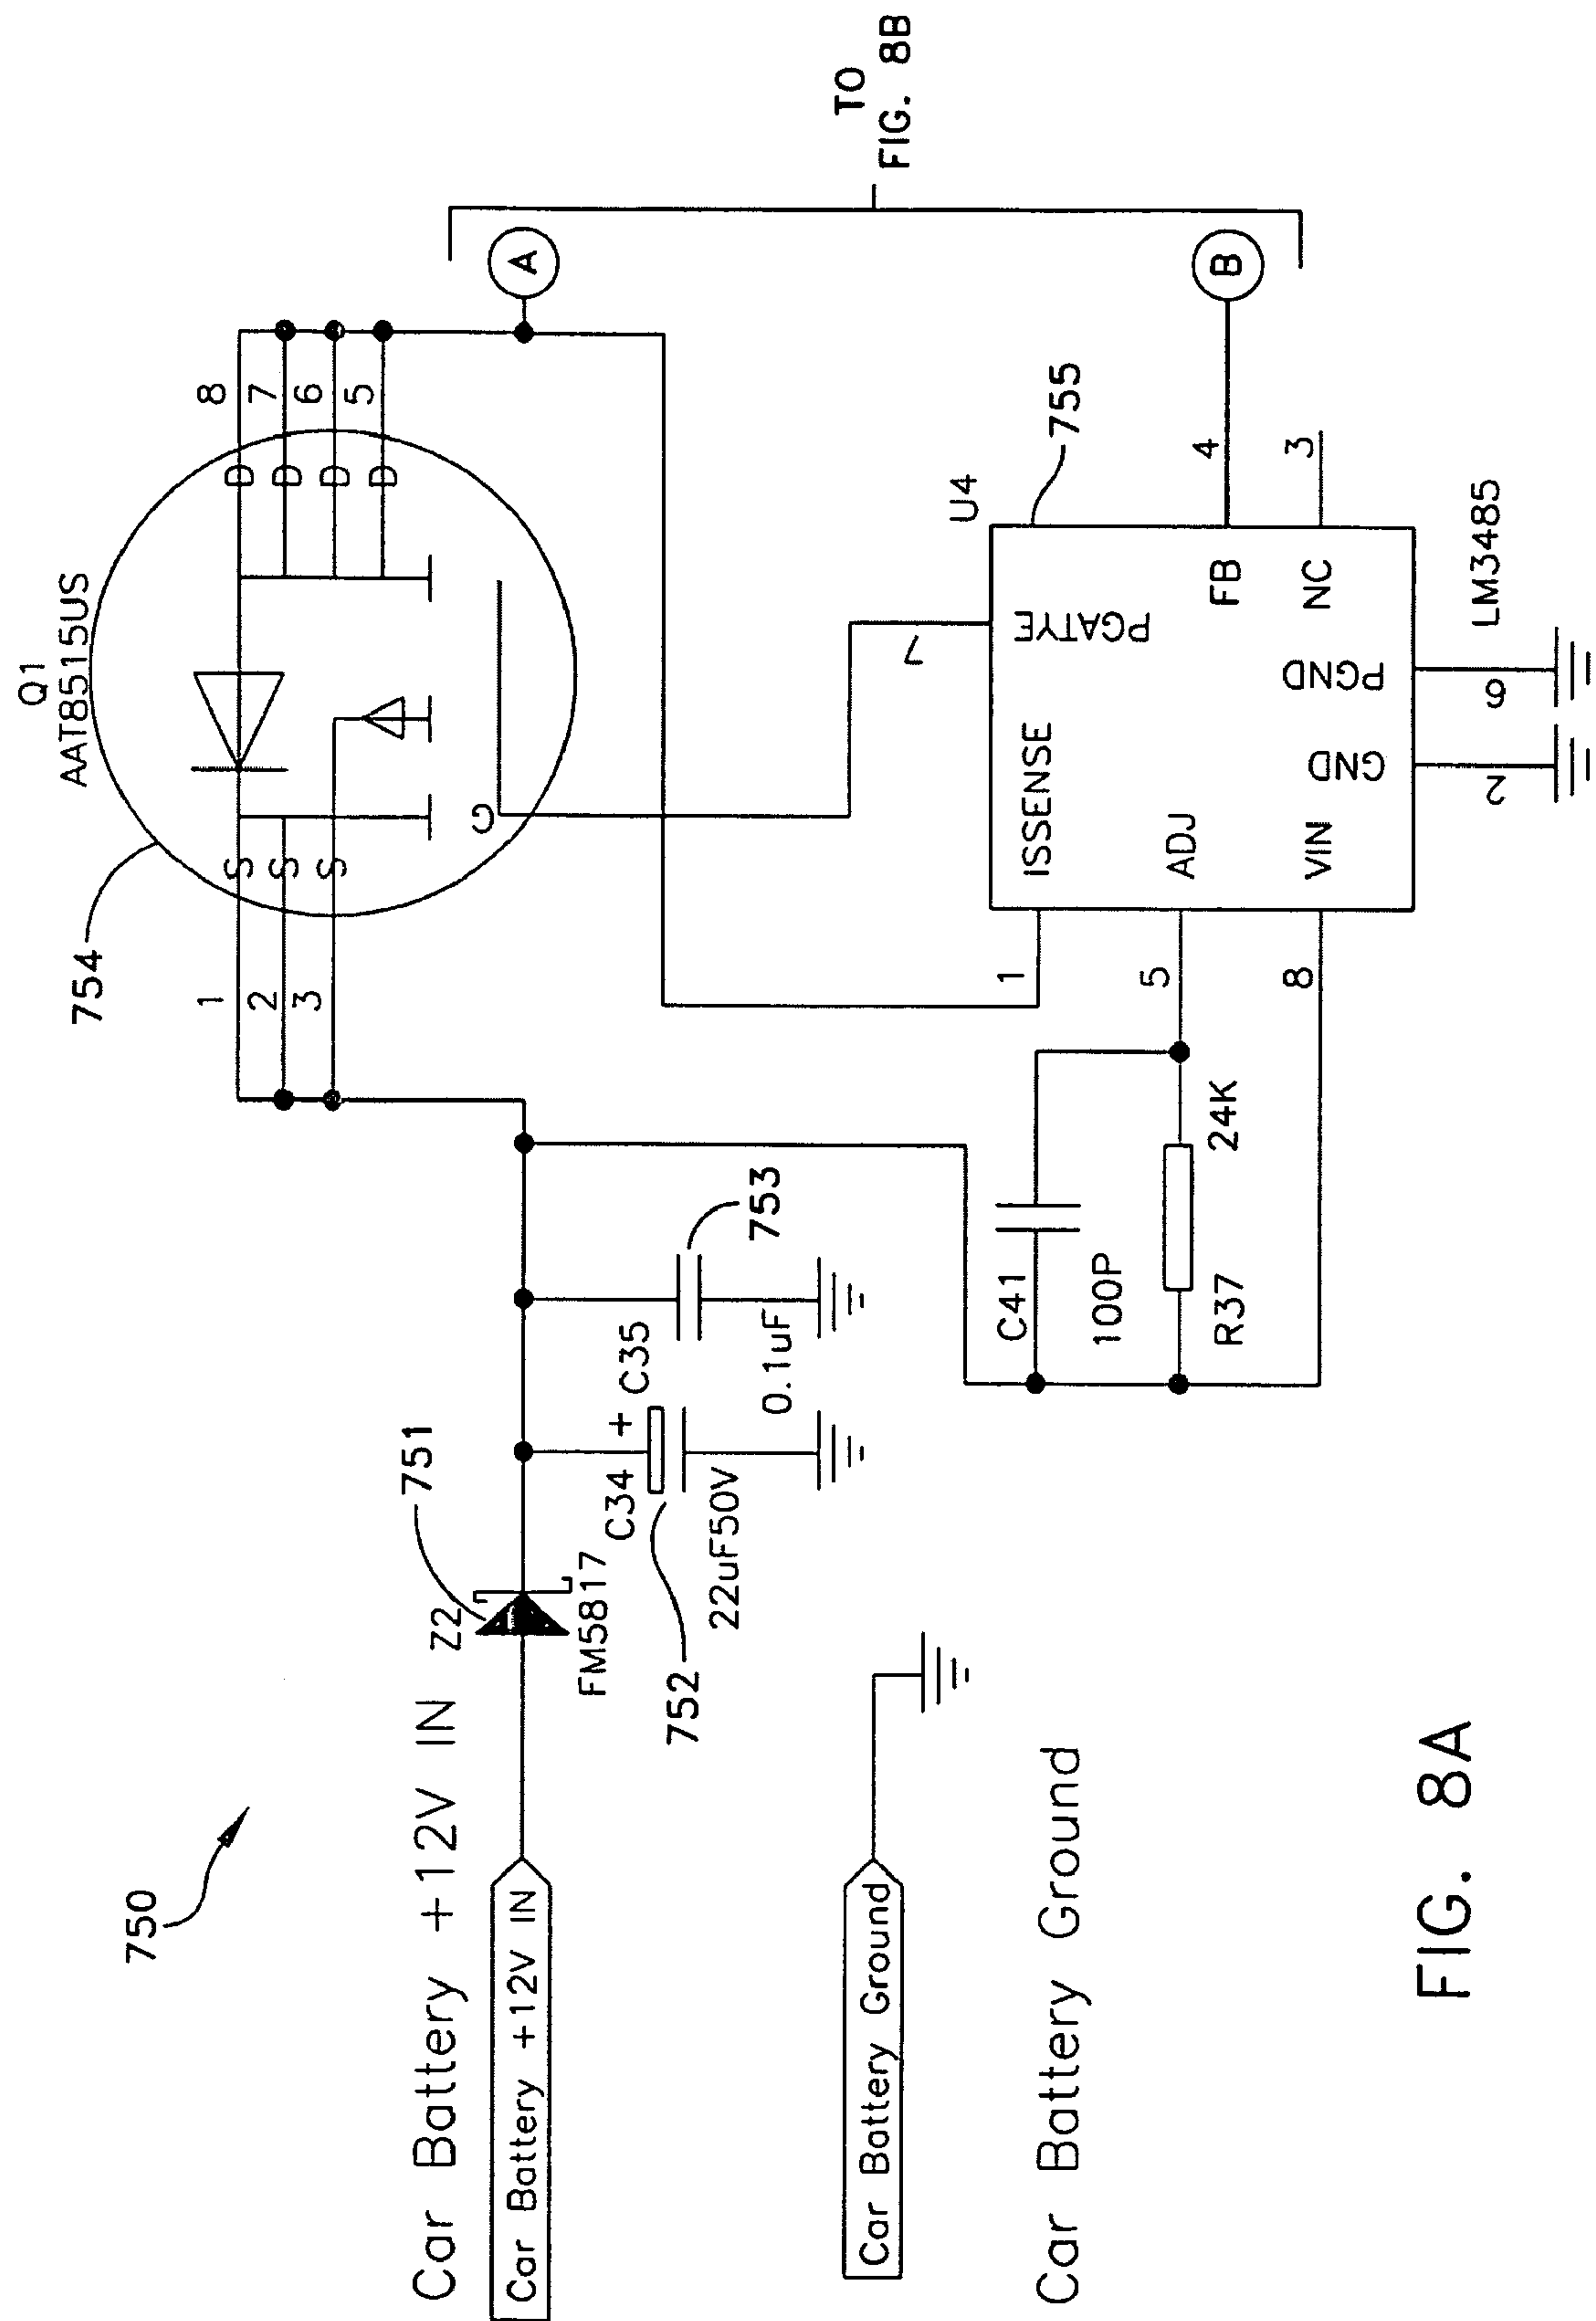 750
Car Battery +12V IN
Car Battery +12V IN
Z2
751
FM5817
C34
+
752
22uF50V
C35
753
0.1uF
Car Battery Ground
Car Battery Ground
754
Q1
AAT8515US
1
2
3
S
S
S
G
D
D
D
D
8
7
6
5
A
TO
FIG. 8B
B
C41
100P
R37
24K
1
5
8
7
4
3
2
6
U4
755
ISSENSE
PGATYE
ADJ
FB
VIN
GND
PGND
NC
LM3485
FIG. 8A